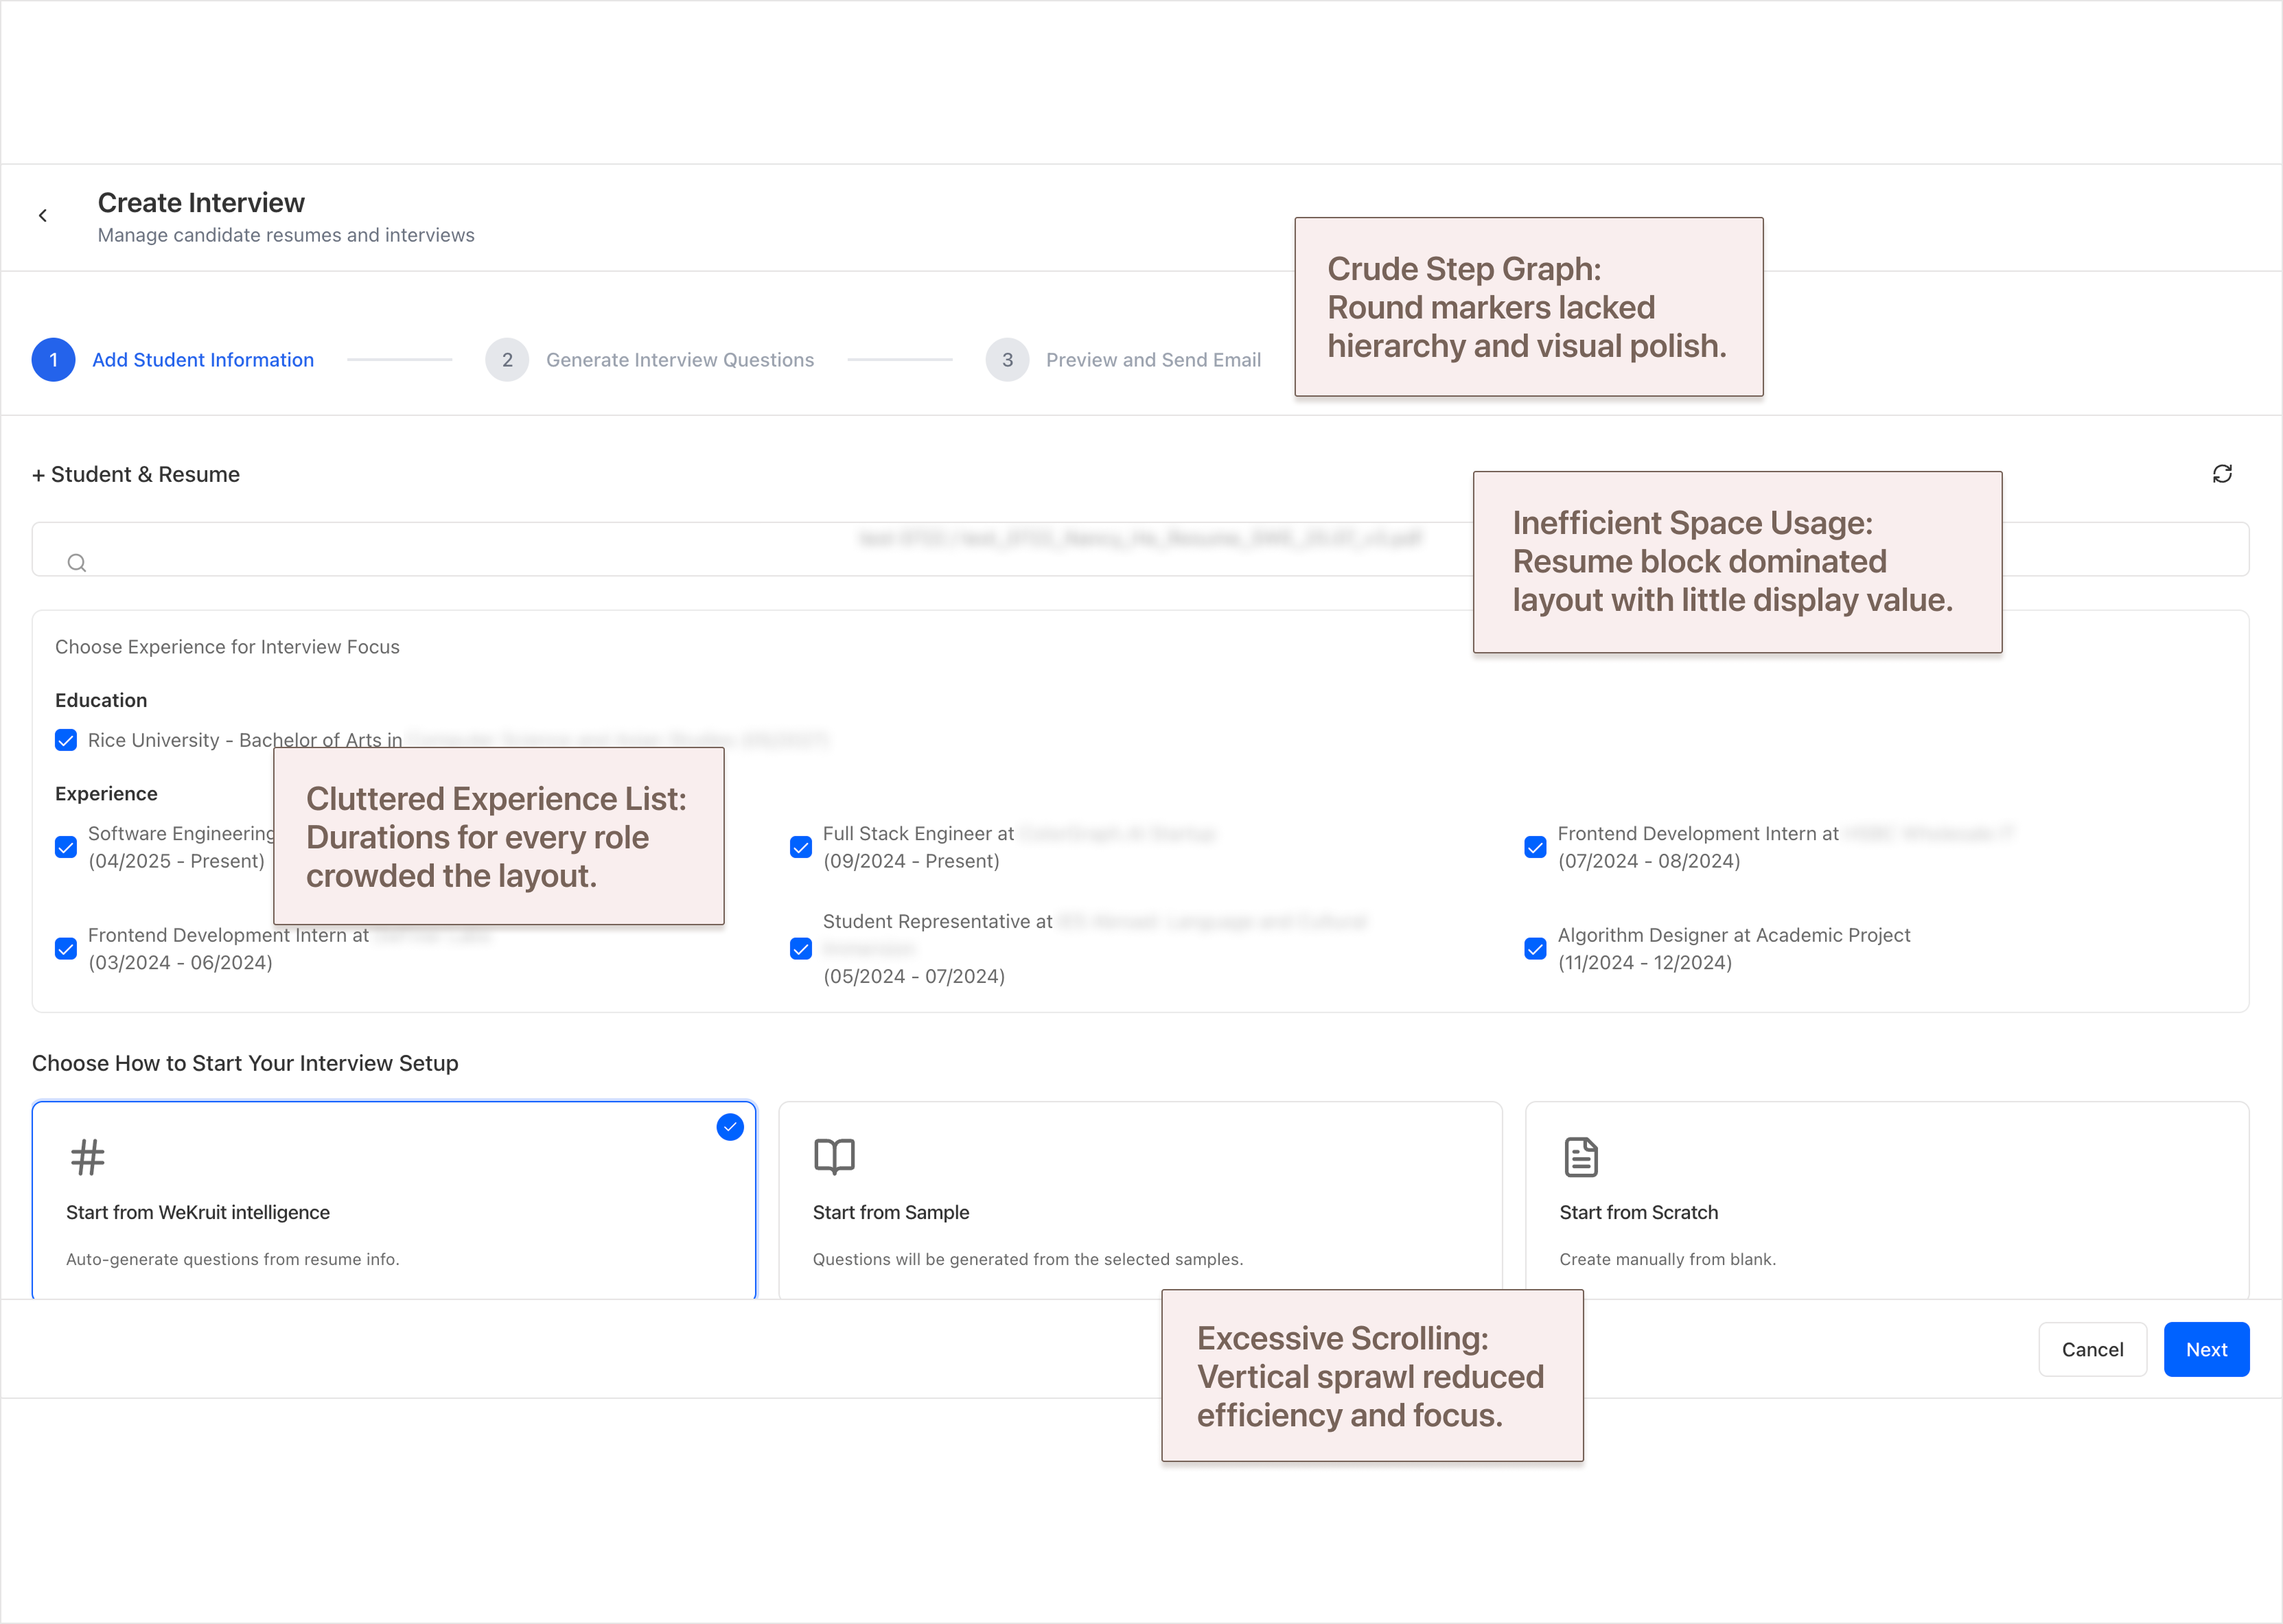 Create Interview
Manage candidate resumes and interviews
Crude Step Graph:
Round markers lacked
hierarchy and visual polish.
1 Add Student Information
2 Generate Interview Questions
3 Preview and Send Email
+ Student & Resume
Inefficient Space Usage:
Resume block dominated
layout with little display value.
Choose Experience for Interview Focus
Education
Rice University - Bachelor of Arts in
Experience
Cluttered Experience List:
Durations for every role
crowded the layout.
Software Engineering
(04/2025 - Present)
Full Stack Engineer at
(09/2024 - Present)
Frontend Development Intern at
(07/2024 - 08/2024)
Frontend Development Intern at
(03/2024 - 06/2024)
Student Representative at
(05/2024 - 07/2024)
Algorithm Designer at Academic Project
(11/2024 - 12/2024)
Choose How to Start Your Interview Setup
Start from WeKruit intelligence
Auto-generate questions from resume info.
Start from Sample
Questions will be generated from the selected samples.
Start from Scratch
Create manually from blank.
Excessive Scrolling:
Vertical sprawl reduced
efficiency and focus.
Cancel
Next